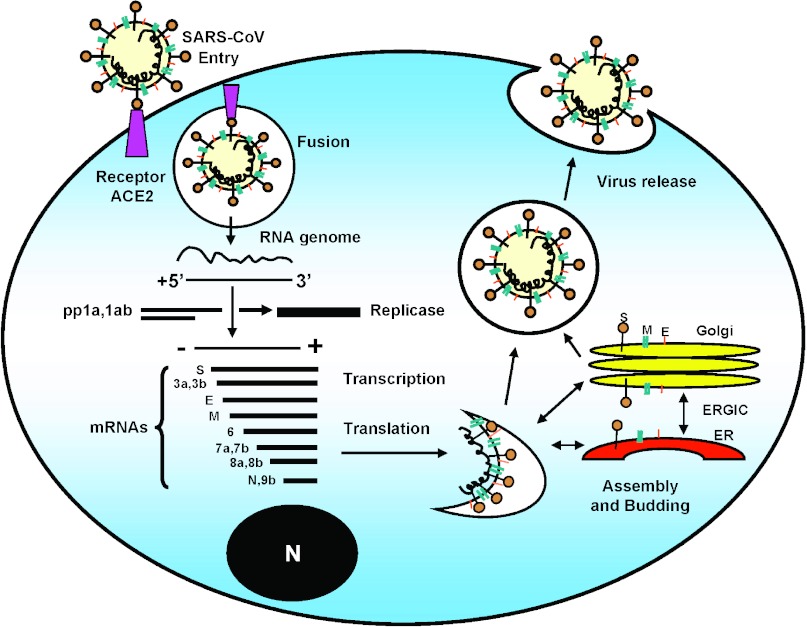 SARS-CoV
Entry
Receptor
ACE2
Fusion
RNA genome
+5’
3’
pp1a,1ab
Replicase
-
+
mRNAs
S
3a,3b
E
M
6
7a,7b
8a,8b
N,9b
Transcription
Translation
N
Virus release
S
M
E
Golgi
ERGIC
ER
Assembly
and Budding